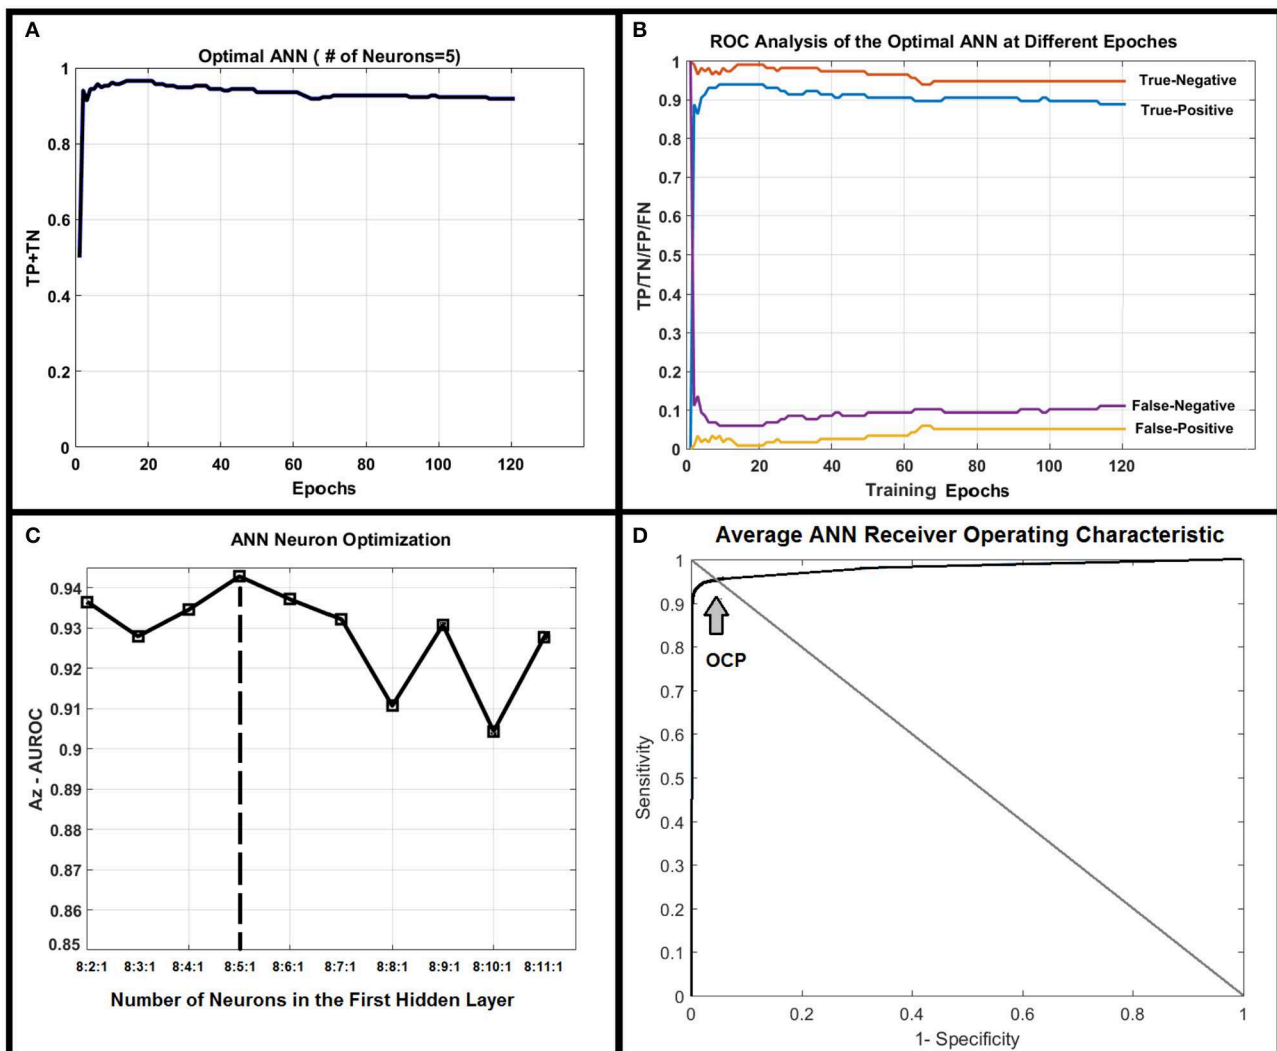 A
Optimal ANN ( # of Neurons=5)
1
0.8
0.6
0.4
0.2
0
TP+TN
0 20 40 60 80 100 120
Epochs
B
ROC Analysis of the Optimal ANN at Different Epoches
1
0.9
0.8
0.7
0.6
0.5
0.4
0.3
0.2
0.1
0
TP/TN/FP/FN
True-Negative
True-Positive
False-Negative
False-Positive
0 20 40 60 80 100 120
Training Epochs
C
ANN Neuron Optimization
0.94
0.93
0.92
0.91
0.9
0.89
0.88
0.87
0.86
0.85
Az - AUROC
8:2:1 8:3:1 8:4:1 8:5:1 8:6:1 8:7:1 8:8:1 8:9:1 8:10:1 8:11:1
Number of Neurons in the First Hidden Layer
D
Average ANN Receiver Operating Characteristic
1
0.9
0.8
0.7
0.6
0.5
0.4
0.3
0.2
0.1
0
Sensitivity
OCP
0 0.2 0.4 0.6 0.8 1
1- Specificity